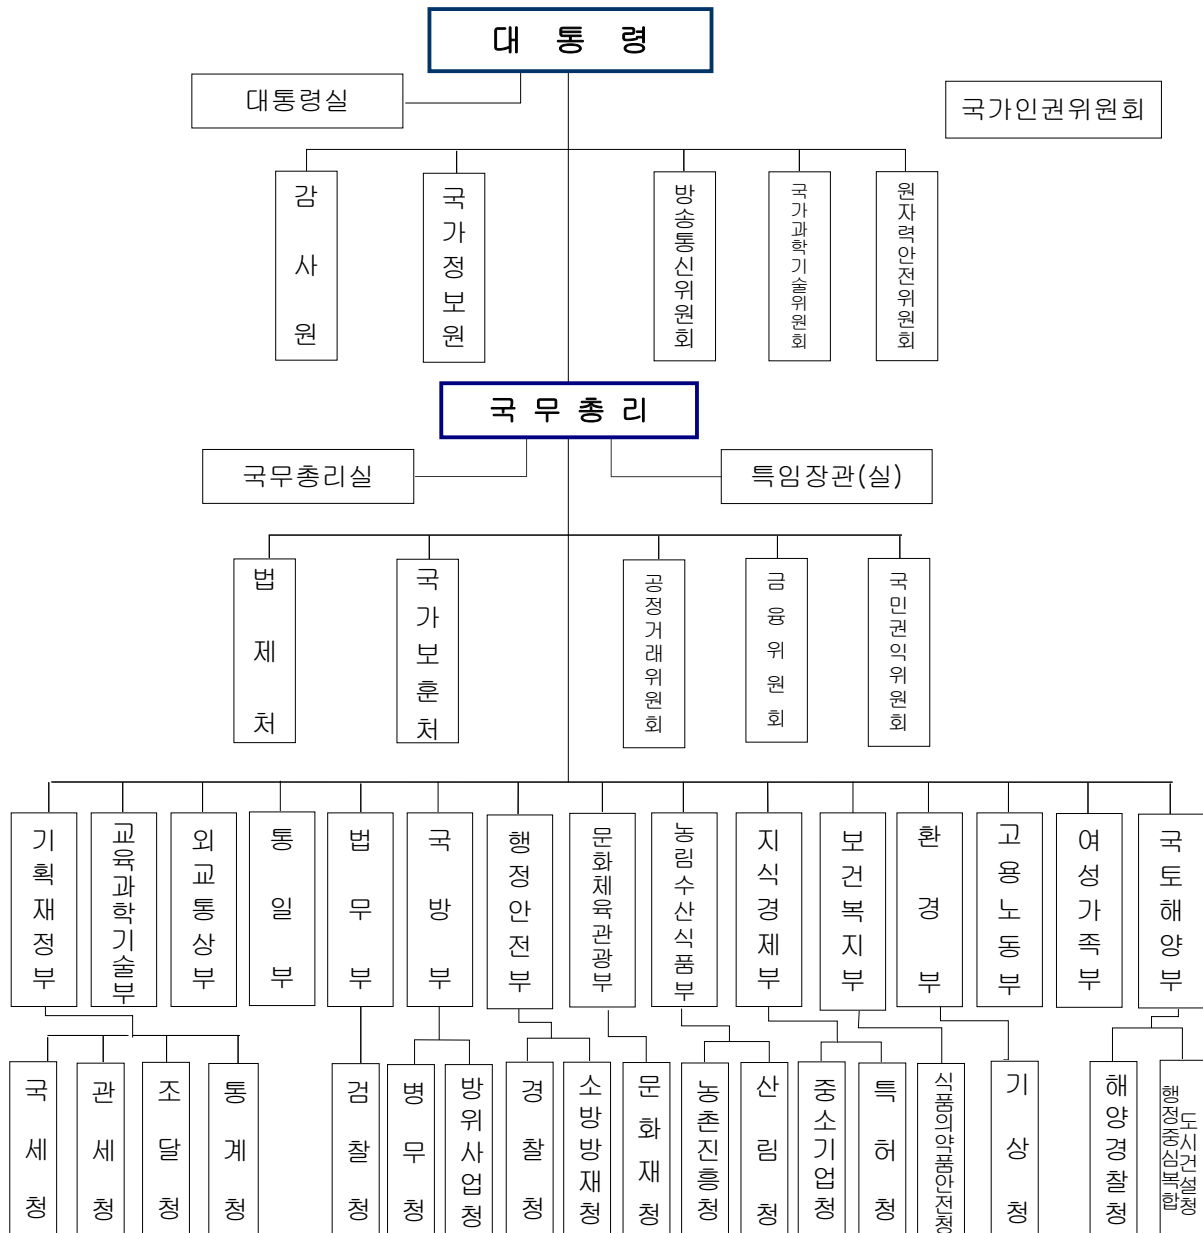 대 통 령
대통령실
국가인권위원회
감사원
국가정보원
방송통신위원회
국가과학기술위원회
원자력안전위원회
국 무 총 리
국무총리실
특임장관(실)
법제처
국가보훈처
공정거래위원회
금융위원회
국민권익위원회
기획재정부
교육과학기술부
외교통상부
통일부
법무부
국방부
행정안전부
문화체육관광부
농림수산식품부
지식경제부
보건복지부
환경부
고용노동부
여성가족부
국토해양부
국세청
관세청
조달청
통계청
검찰청
병무청
방위사업청
경찰청
소방방재청
문화재청
농촌진흥청
산림청
중소기업청
특허청
식품의약품안전청
기상청
해양경찰청
행정중심복합
도시건설청